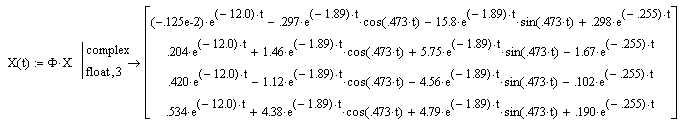 (-.125e-2)·e^(- 12.0)·t - .297·e^(- 1.89)·t·cos(.473·t) - 15.8·e^(- 1.89)·t·sin(.473·t) + .298·e^(- .255)·t
X(t) := Φ·X | complex float,3 → .204·e^(- 12.0)·t + 1.46·e^(- 1.89)·t·cos(.473·t) + 5.75·e^(- 1.89)·t·sin(.473·t) - 1.67·e^(- .255)·t
.420·e^(- 12.0)·t - 1.12·e^(- 1.89)·t·cos(.473·t) - 4.56·e^(- 1.89)·t·sin(.473·t) - .102·e^(- .255)·t
.534·e^(- 12.0)·t + 4.38·e^(- 1.89)·t·cos(.473·t) + 4.79·e^(- 1.89)·t·sin(.473·t) + .190·e^(- .255)·t